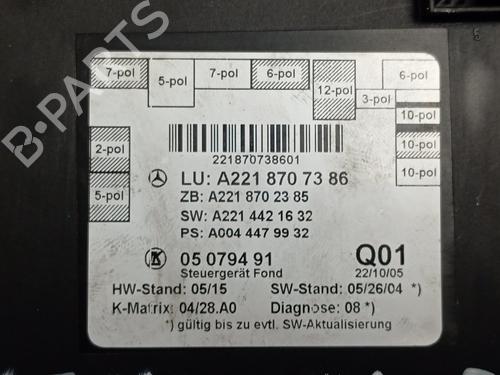 7-pol
5-pol
7-pol
6-pol
12-pol
3-pol
6-pol
10-pol
2-pol
10-pol
5-pol
10-pol
221870738601
LU: A221 870 73 86
ZB: A221 870 23 85
SW: A221 442 16 32
PS: A004 447 99 32
05 0794 91
Q01
Steuergerät Fond
22/10/05
HW-Stand: 05/15
SW-Stand: 05/26/04 *)
K-Matrix: 04/28.A0
Diagnose: 08 *)
*) gültig bis zu evtl. SW-Aktualisierung
B-PARTS
3